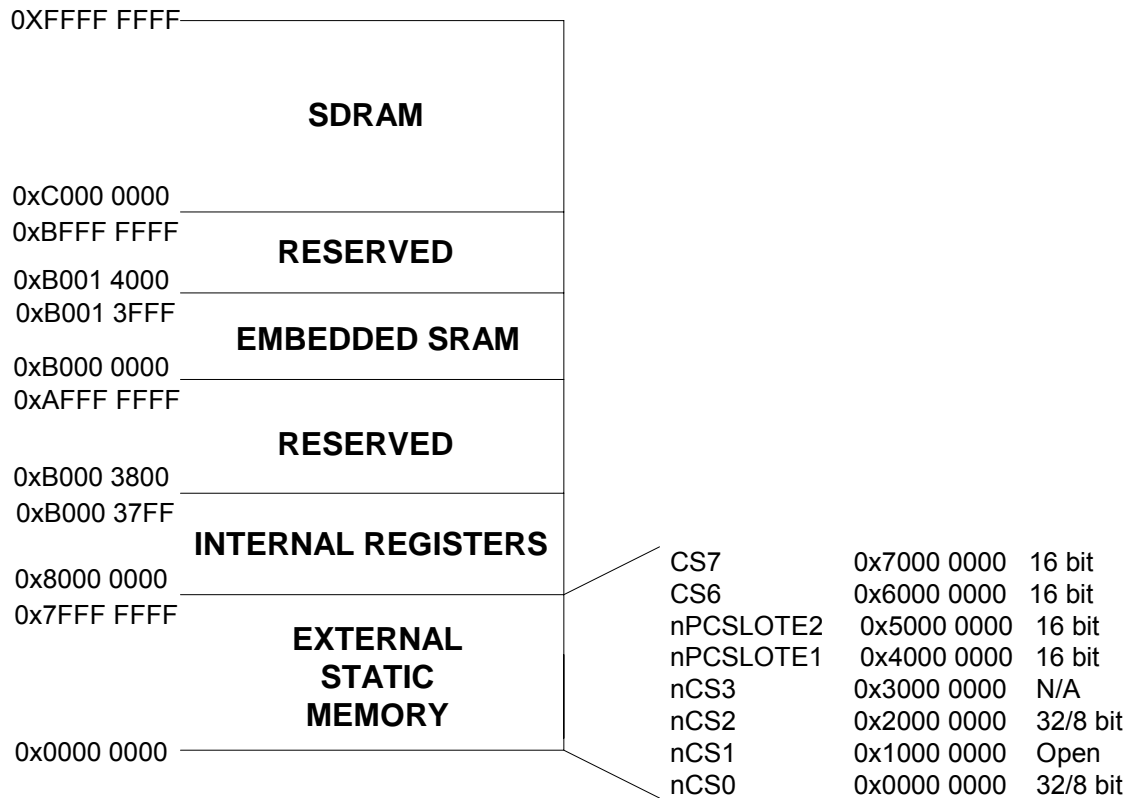 0XFFFF FFFF
SDRAM
0xC000 0000
0xBFFF FFFF
RESERVED
0xB001 4000
0xB001 3FFF
EMBEDDED SRAM
0xB000 0000
0xAFFF FFFF
RESERVED
0xB000 3800
0xB000 37FF
INTERNAL REGISTERS
0x8000 0000
0x7FFF FFFF
EXTERNAL
STATIC
MEMORY
0x0000 0000
CS7 0x7000 0000 16 bit
CS6 0x6000 0000 16 bit
nPCSLOTE2 0x5000 0000 16 bit
nPCSLOTE1 0x4000 0000 16 bit
nCS3 0x3000 0000 N/A
nCS2 0x2000 0000 32/8 bit
nCS1 0x1000 0000 Open
nCS0 0x0000 0000 32/8 bit